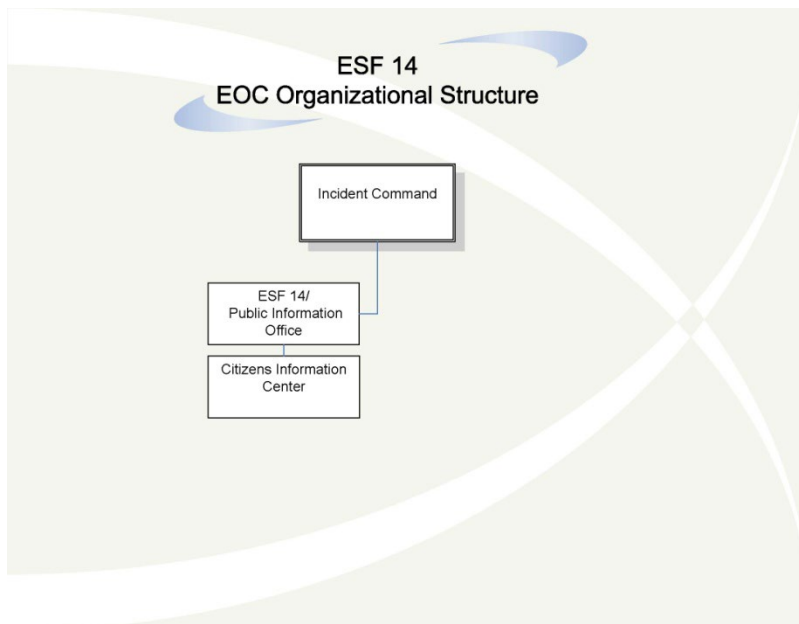 ESF 14
EOC Organizational Structure
Incident Command
ESF 14/
Public Information
Office
Citizens Information
Center